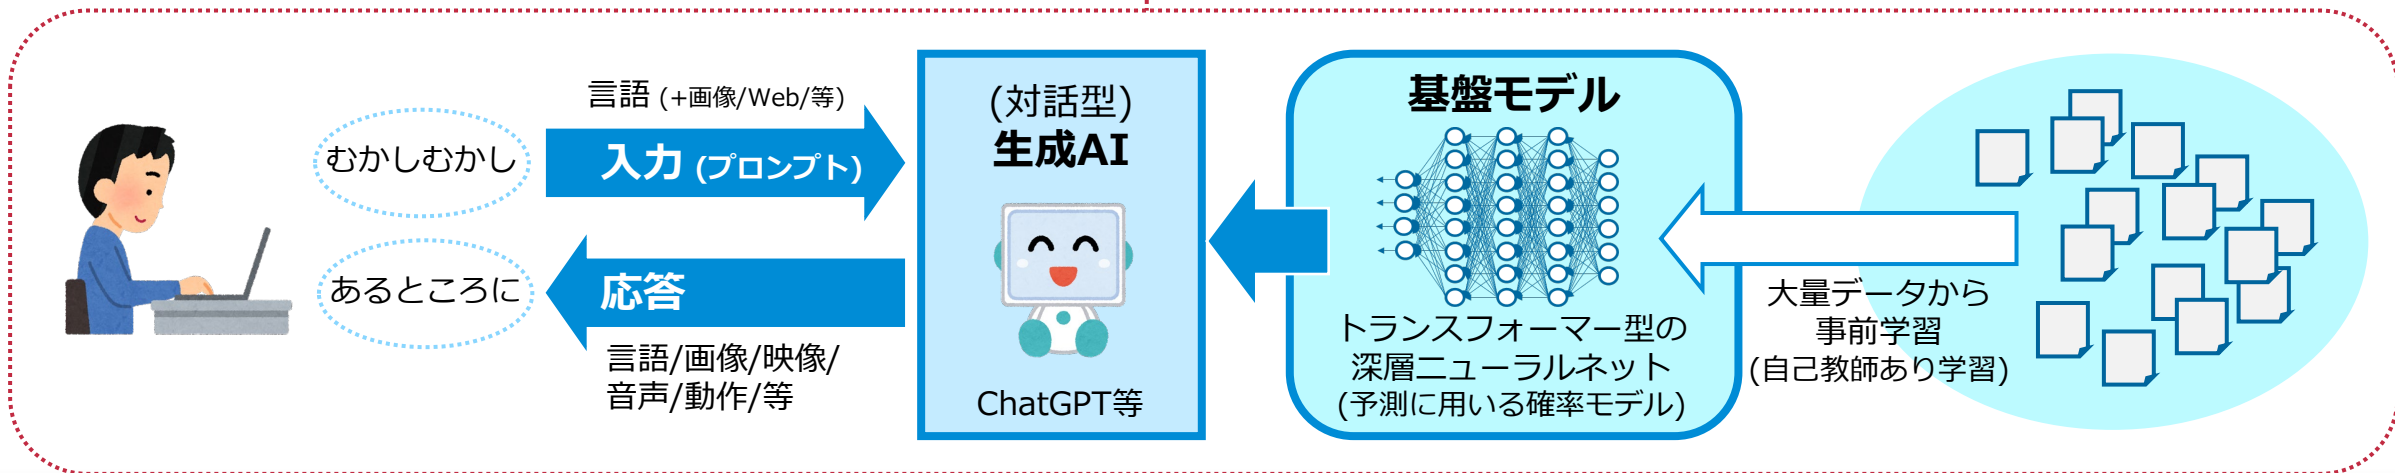 言語 (+画像/Web/等)
むかしむかし
入力 (プロンプト)
あるところに
応答
言語/画像/映像/
音声/動作/等
(対話型)
生成AI
ChatGPT等
基盤モデル
トランスフォーマー型の
深層ニューラルネット
(予測に用いる確率モデル)
大量データから
事前学習
(自己教師あり学習)